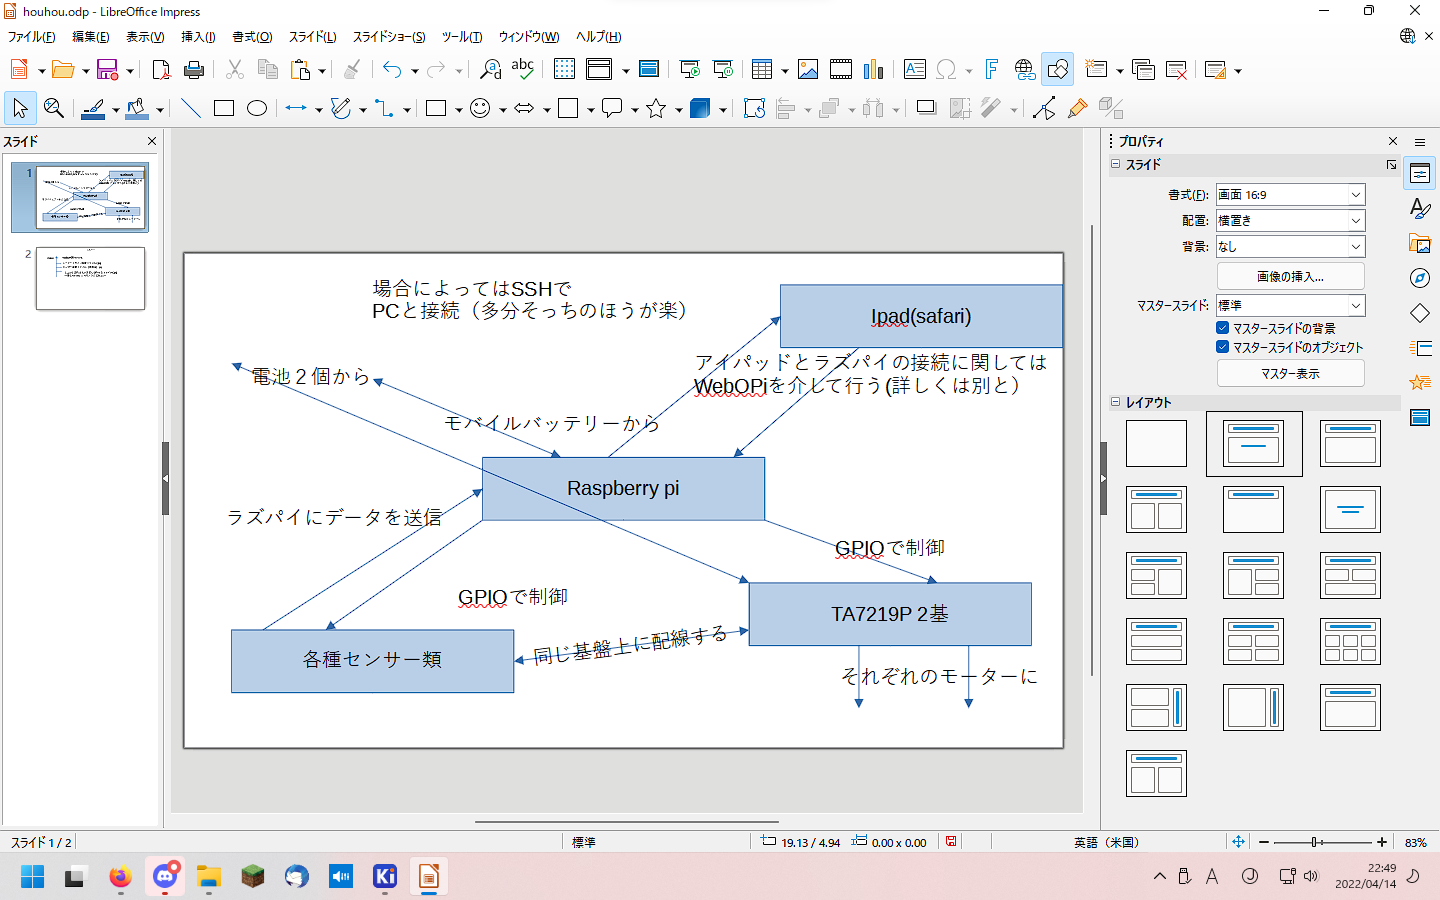 houhou.odp - LibreOffice Impress
ファイル(F) 編集(E) 表示(V) 挿入(I) 書式(O) スライド(L) スライドショー(S) ツール(T) ウィンドウ(W) ヘルプ(H)
スライド
1
2
場合によってはSSHで
PCと接続（多分そっちのほうが楽）
Ipad(safari)
アイパッドとラズパイの接続に関しては
WebOPiを介して行う(詳しくは別と）
電池２個から
モバイルバッテリーから
Raspberry pi
ラズパイにデータを送信
GPIOで制御
GPIOで制御
TA7219P 2基
同じ基盤上に配線する
各種センサー類
それぞれのモーターに
プロパティ
スライド
書式(F): 画面 16:9
配置: 横置き
背景: なし
画像の挿入...
マスタースライド: 標準
マスタースライドの背景
マスタースライドのオブジェクト
マスター表示
レイアウト
スライド 1 / 2
標準
19.13 / 4.94
0.00 x 0.00
英語（米国）
83%
Ki
A
22:49
2022/04/14